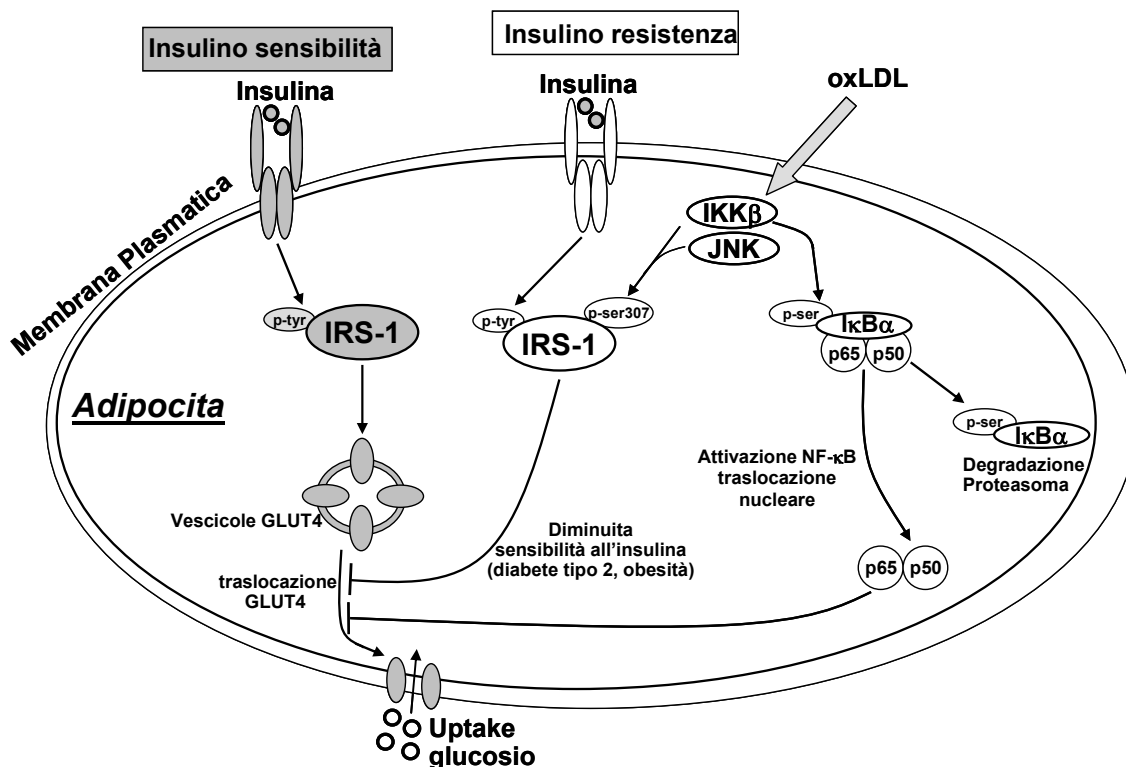 Insulino sensibilità
Insulino resistenza
Insulina
Insulina
oxLDL
Membrana Plasmatica
IKKβ
JNK
p-tyr
IRS-1
p-tyr
p-ser307
IRS-1
p-ser
IκBα
p65
p50
Adipocita
p-ser
IκBα
Degradazione
Proteasoma
Attivazione NF-κB
traslocazione
nucleare
Vescicole GLUT4
Diminuita
sensibilità all'insulina
(diabete tipo 2, obesità)
traslocazione
GLUT4
p65
p50
Uptake
glucosio